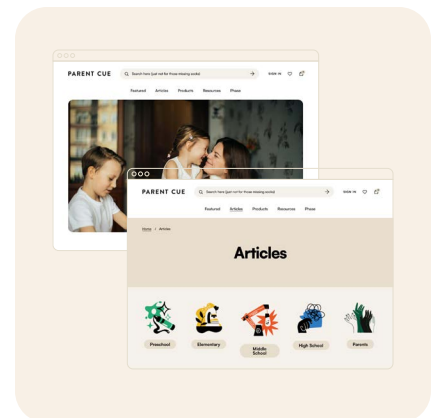 PARENT CUE
Search here (just not for those missing socks)
SIGN IN
Featured Articles Products Resources Phase
PARENT CUE
Search here (just not for those missing socks)
SIGN IN
Featured Articles Products Resources Phase
Home > Articles
Articles
Preschool
Elementary
Middle
School
High School
Parents